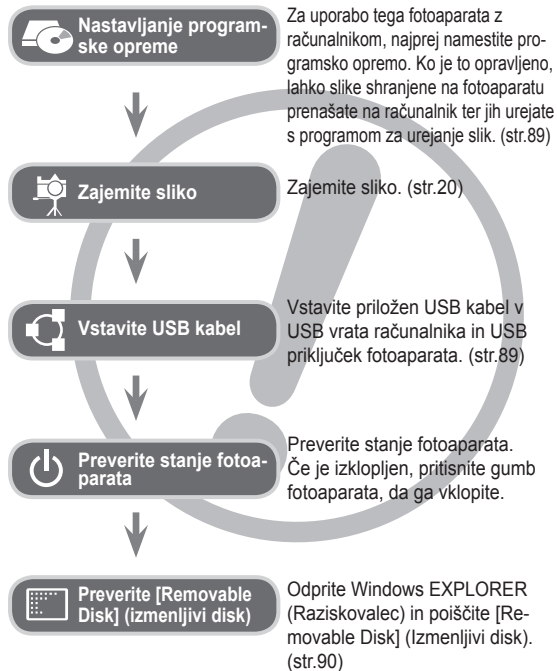 Nastavljanje program-
ske opreme
Za uporabo tega fotoaparata z
računalnikom, najprej namestite pro-
gramsko opremo. Ko je to opravljeno,
lahko slike shranjene na fotoaparatu
prenašate na računalnik ter jih urejate
s programom za urejanje slik. (str.89)
Zajemite sliko
Zajemite sliko. (str.20)
Vstavite USB kabel
Vstavite priložen USB kabel v
USB vrata računalnika in USB
priključek fotoaparata. (str.89)
Preverite stanje fotoa-
parata
Preverite stanje fotoaparata.
Če je izklopljen, pritisnite gumb
fotoaparata, da ga vklopite.
Preverite [Removable
Disk] (izmenljivi disk)
Odprite Windows EXPLORER
(Raziskovalec) in poiščite [Re-
movable Disk] (Izmenljivi disk).
(str.90)